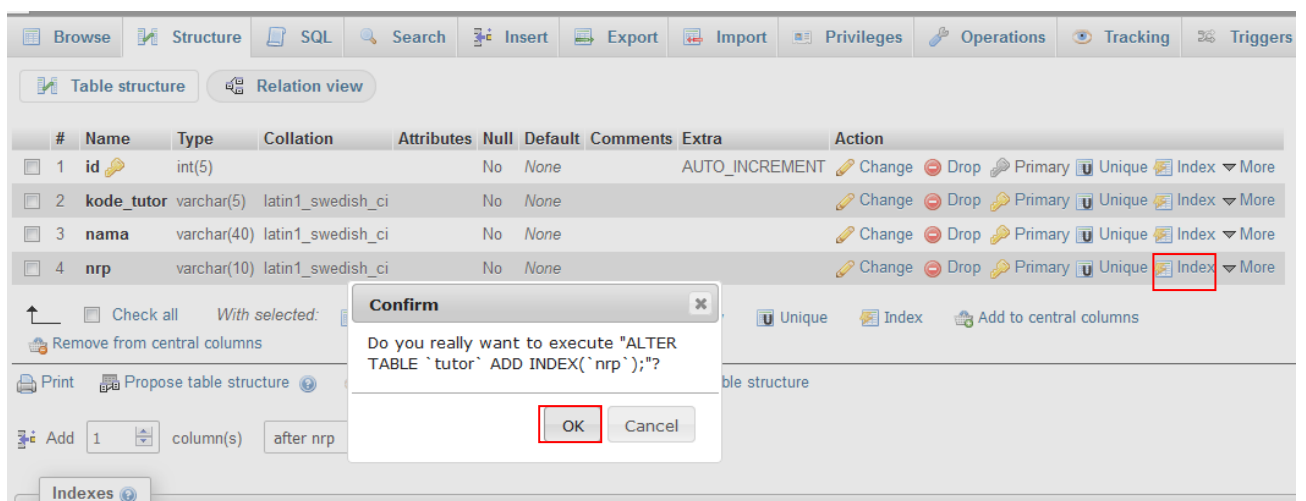 Browse Structure SQL Search Insert Export Import Privileges Operations Tracking Triggers
Table structure Relation view
# Name Type Collation Attributes Null Default Comments Extra Action
1 id int(5) No None AUTO_INCREMENT Change Drop Primary Unique Index More
2 kode_tutor varchar(5) latin1_swedish_ci No None Change Drop Primary Unique Index More
3 nama varchar(40) latin1_swedish_ci No None Change Drop Primary Unique Index More
4 nrp varchar(10) latin1_swedish_ci No None Change Drop Primary Unique Index More
Check all With selected: Unique Index Add to central columns
Remove from central columns
Confirm
Do you really want to execute "ALTER
TABLE `tutor` ADD INDEX(`nrp`);"?
OK Cancel
Print Propose table structure structure
Add 1 column(s) after nrp
Indexes